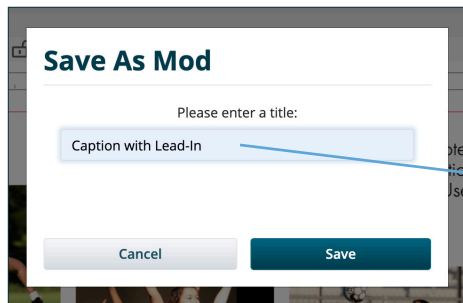 Save As Mod
Please enter a title:
Caption with Lead-In
Cancel
Save